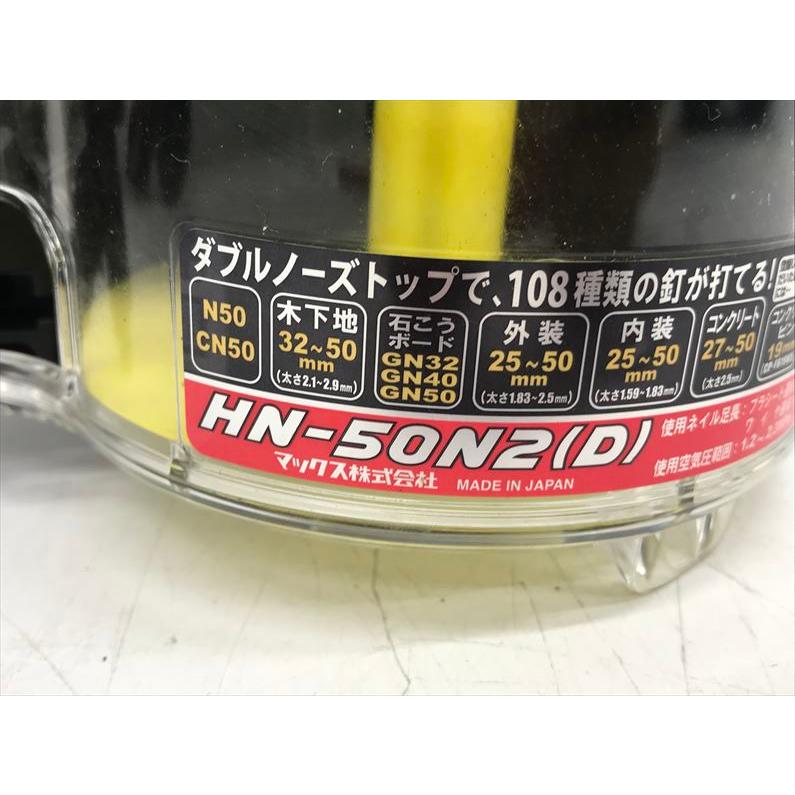 ダブルノーズトップで、108種類の釘が打てる!
N50
CN50
木下地
32~50
mm
(太さ2.1~2.9mm)
石こう
ボード
GN32
GN40
GN50
外装
25~50
mm
(太さ1.83~2.5mm)
内装
25~50
mm
(太さ1.59~1.83mm)
コンクリート
27~50
mm
(太さ2.5mm)
19mm
HN-50N2(D)
マックス株式会社
MADE IN JAPAN
使用ネイル足長:
使用空気圧範囲: